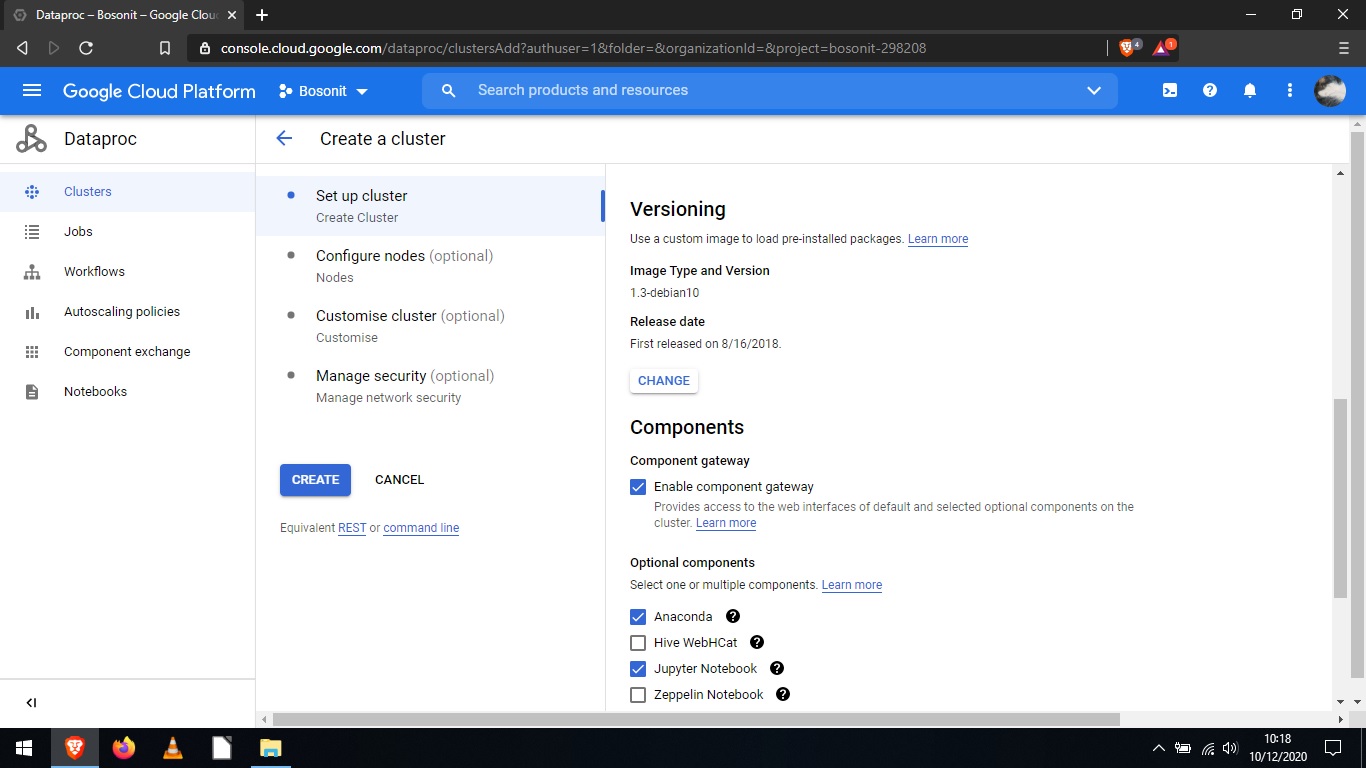 Dataproc – Bosonit – Google Clou
console.cloud.google.com/dataproc/clustersAdd?authuser=1&folder=&organizationId=&project=bosonit-298208
4
1
Google Cloud Platform
Bosonit
Search products and resources
Dataproc
Create a cluster
Clusters
Jobs
Workflows
Autoscaling policies
Component exchange
Notebooks
Set up cluster
Create Cluster
Configure nodes (optional)
Nodes
Customise cluster (optional)
Customise
Manage security (optional)
Manage network security
CREATE
CANCEL
Equivalent REST or command line
Versioning
Use a custom image to load pre-installed packages. Learn more
Image Type and Version
1.3-debian10
Release date
First released on 8/16/2018.
CHANGE
Components
Component gateway
Enable component gateway
Provides access to the web interfaces of default and selected optional components on the
cluster. Learn more
Optional components
Select one or multiple components. Learn more
Anaconda
Hive WebHCat
Jupyter Notebook
Zeppelin Notebook
10:18
10/12/2020